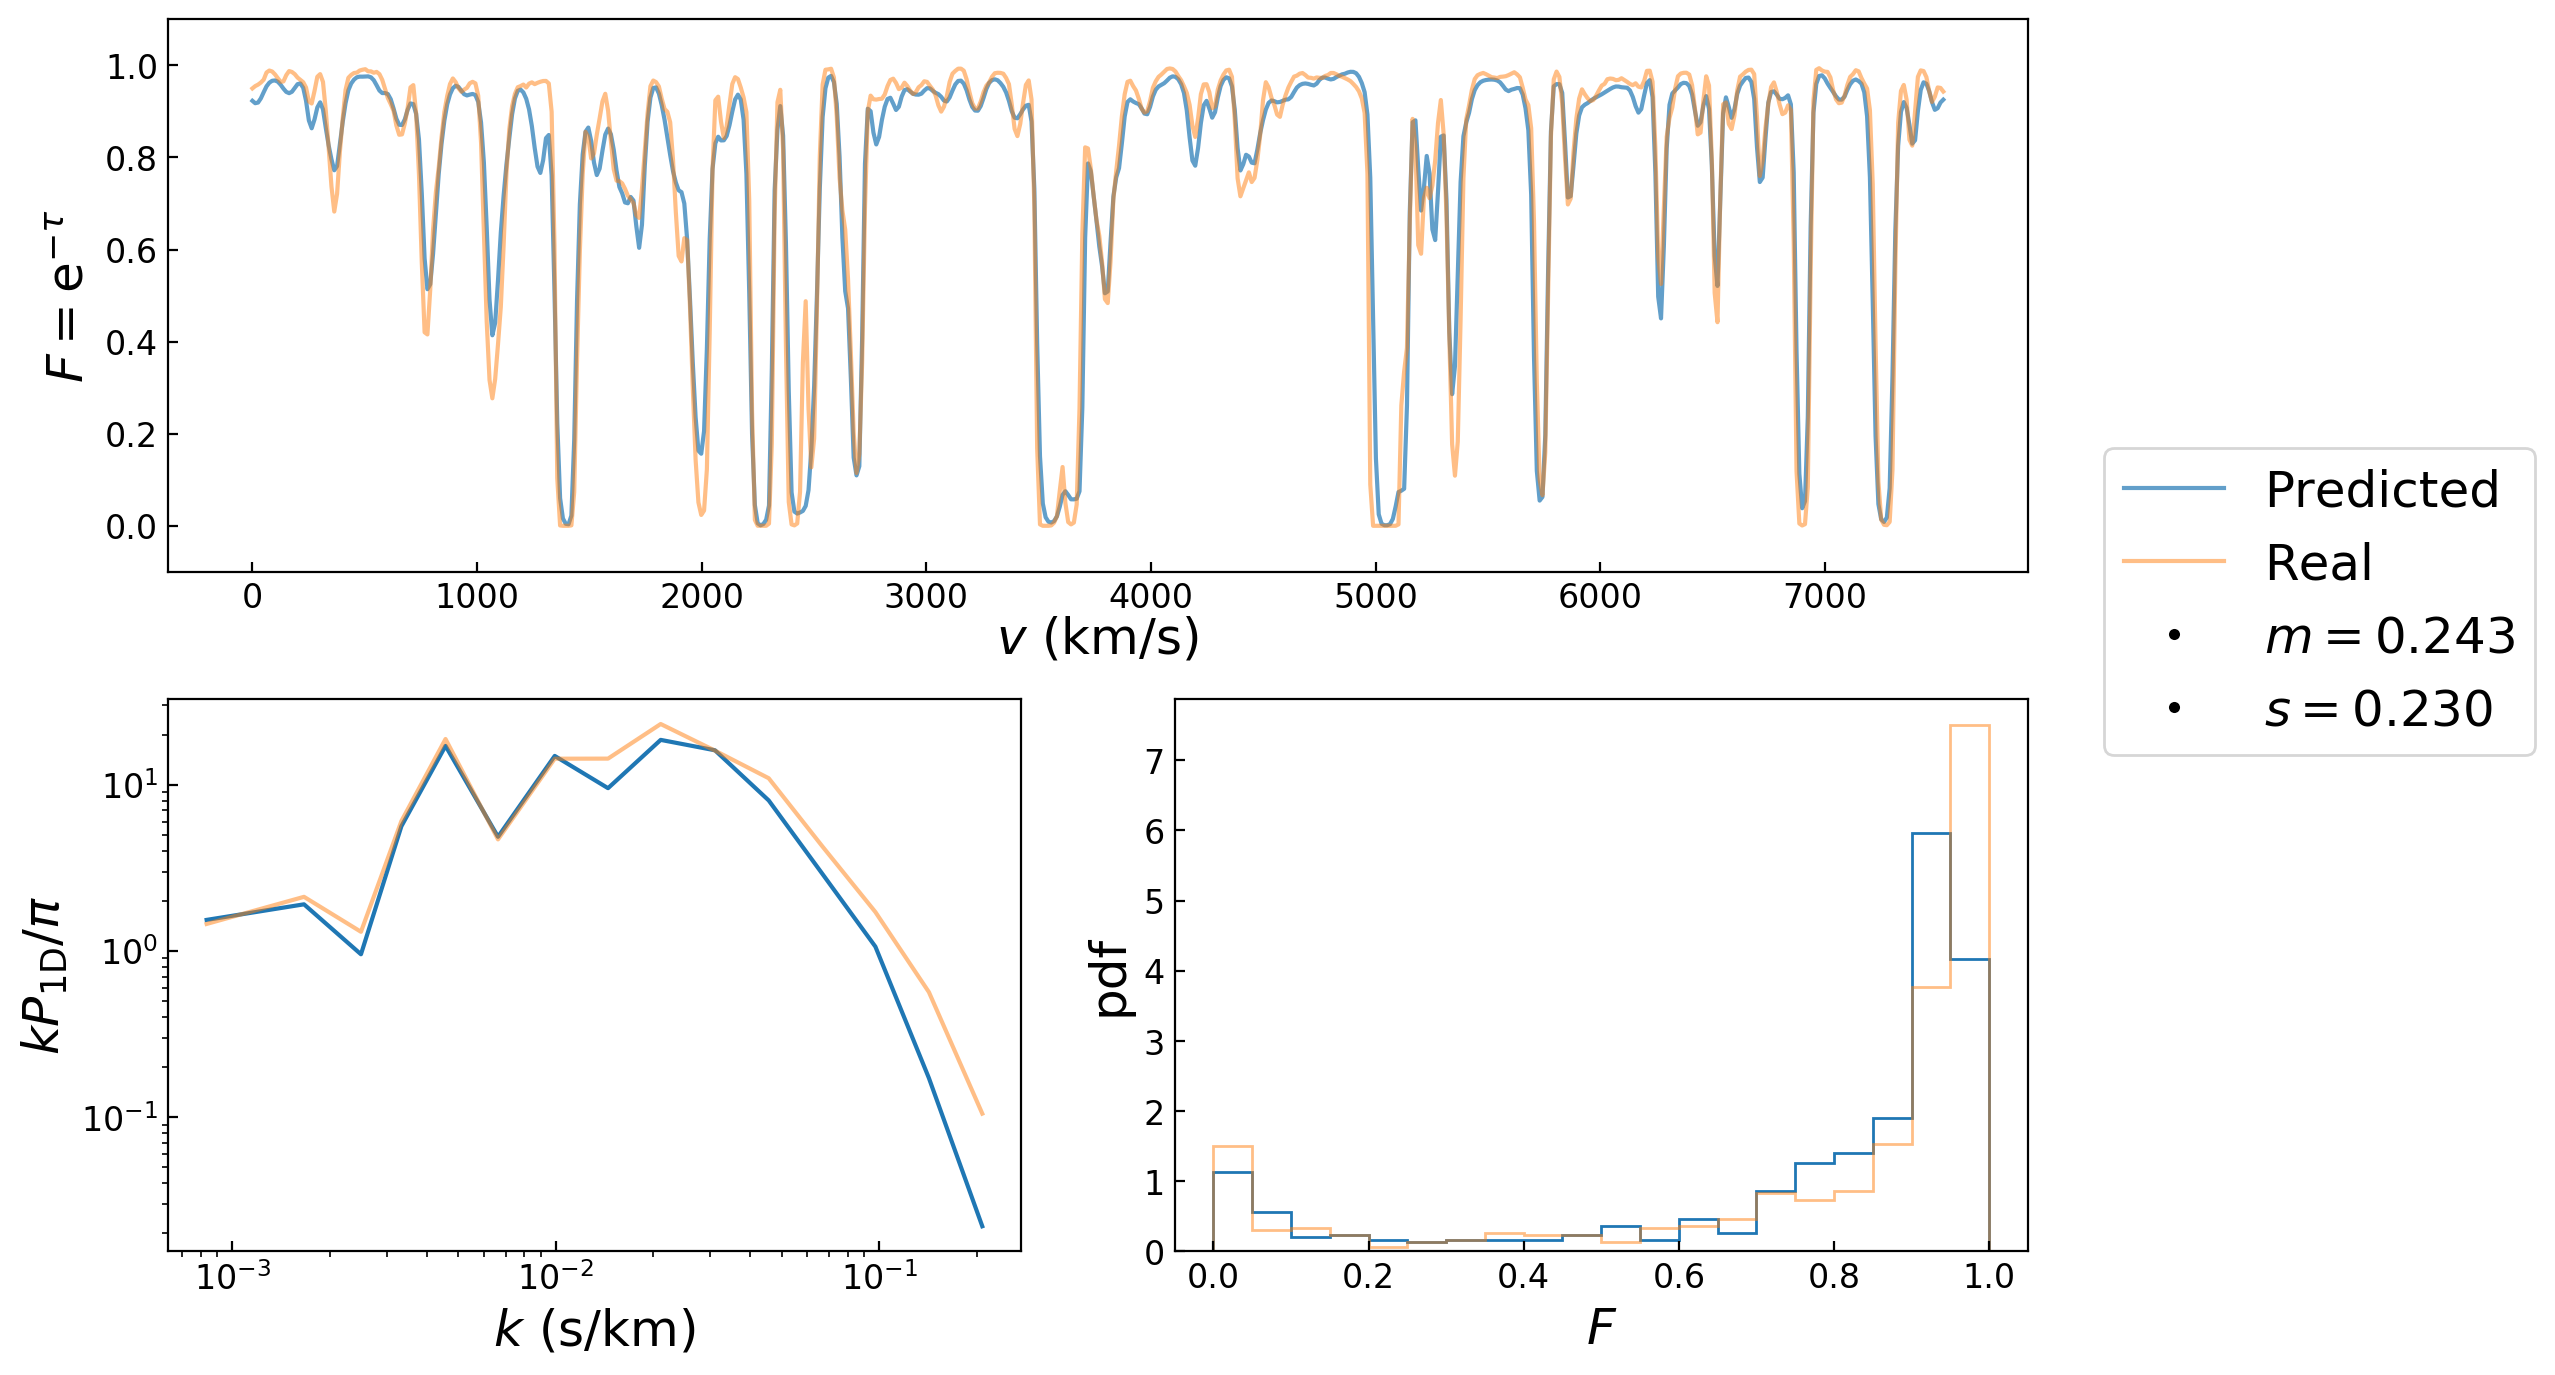 1.0
0.8
0.6
0.4
0.2
0.0
F = e^{−τ}
0 1000 2000 3000 4000 5000 6000 7000
v (km/s)
Predicted
Real
m = 0.243
s = 0.230
10^1
10^0
10^{−1}
kP_{1D}/π
10^{−3} 10^{−2} 10^{−1}
k (s/km)
7
6
5
4
3
2
1
0
pdf
0.0 0.2 0.4 0.6 0.8 1.0
F